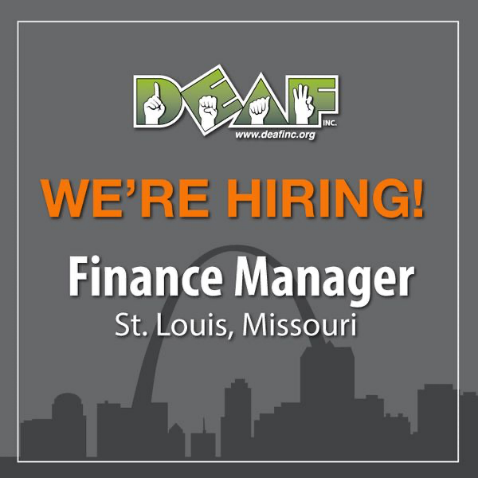 DEAF
INC.
www.deafinc.org
WE'RE HIRING!
Finance Manager
St. Louis, Missouri